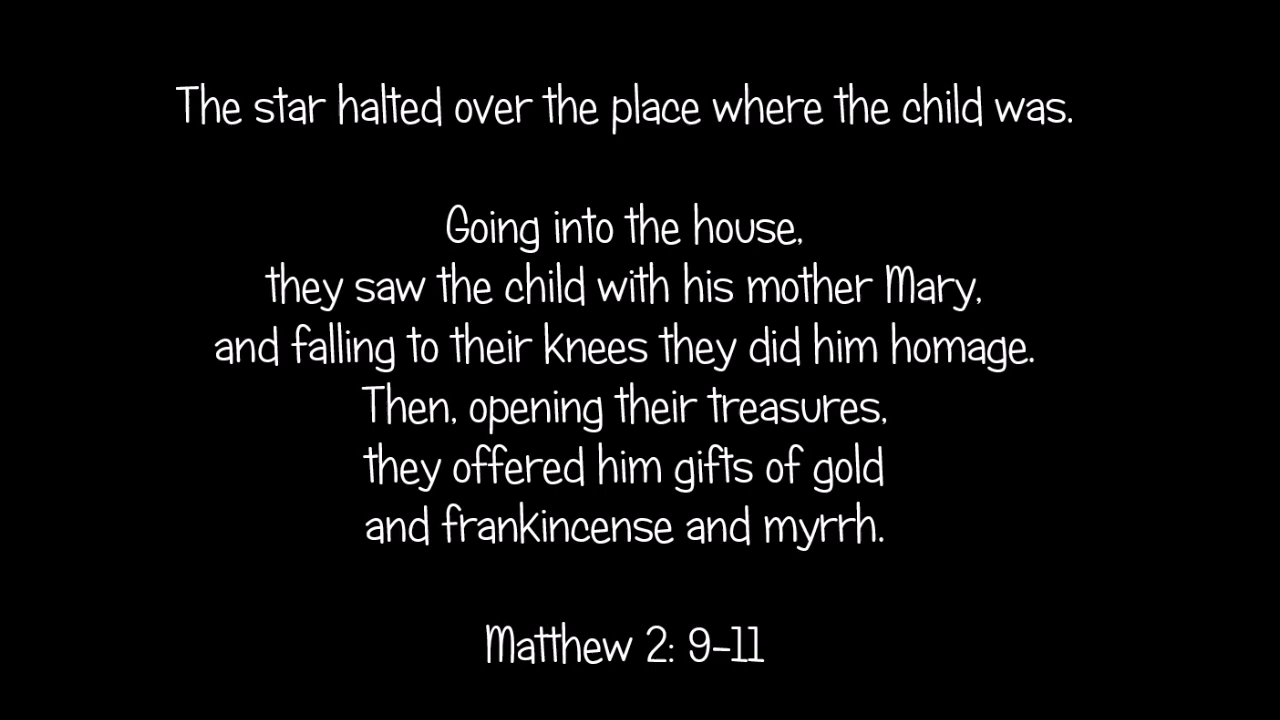 The star halted over the place where the child was.
Going into the house,
they saw the child with his mother Mary,
and falling to their knees they did him homage.
Then, opening their treasures,
they offered him gifts of gold
and frankincense and myrrh.
Matthew 2: 9-11